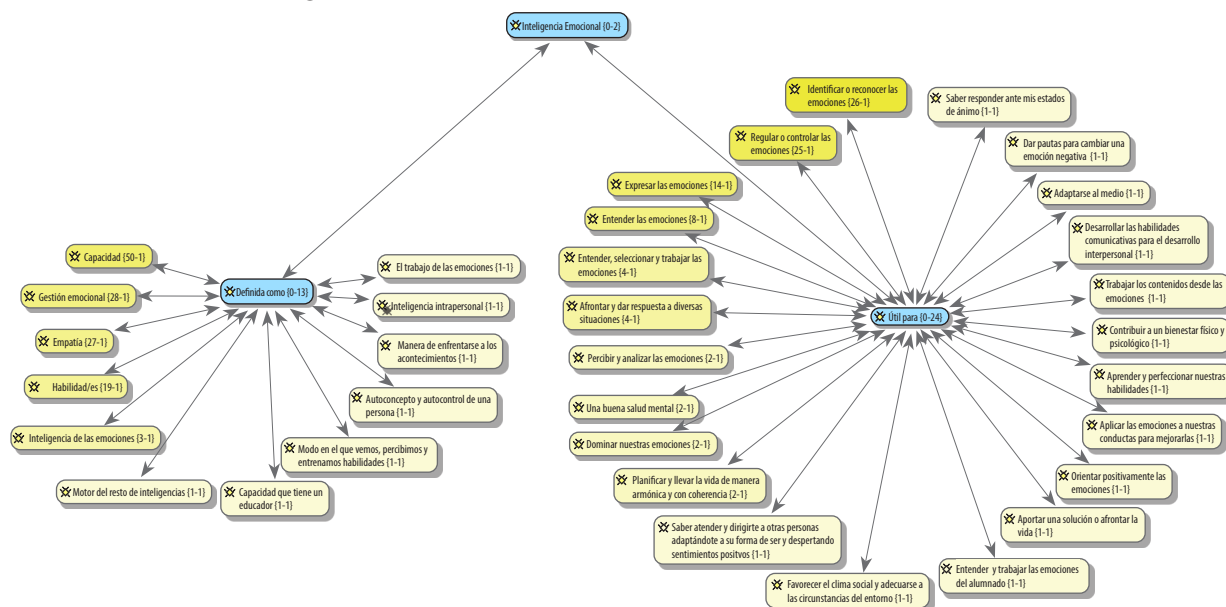 Inteligencia Emocional {0-2}
Identificar o reconocer las
emociones {26-1}
Saber responder ante mis estados
de ánimo {1-1}
Regular o controlar las
emociones {25-1}
Dar pautas para cambiar una
emoción negativa {1-1}
Expresar las emociones {14-1}
Adaptarse al medio {1-1}
Entender las emociones {8-1}
Desarrollar las habilidades
comunicativas para el desarrollo
interpersonal {1-1}
Entender, seleccionar y trabajar las
emociones {4-1}
Trabajar los contenidos desde las
emociones {1-1}
Afrontar y dar respuesta a diversas
situaciones {4-1}
Útil para {0-24}
Contribuir a un bienestar físico y
psicológico {1-1}
Percibir y analizar las emociones {2-1}
Aprender y perfeccionar nuestras
habilidades {1-1}
Una buena salud mental {2-1}
Aplicar las emociones a nuestras
conductas para mejorarlas {1-1}
Dominar nuestras emociones {2-1}
Planificar y llevar la vida de manera
armónica y con coherencia {2-1}
Orientar positivamente las
emociones {1-1}
Saber atender y dirigirte a otras personas
adaptándote a su forma de ser y despertando
sentimientos positvos {1-1}
Aportar una solución o afrontar la
vida {1-1}
Favorecer el clima social y adecuarse a
las circunstancias del entorno {1-1}
Entender y trabajar las emociones
del alumnado {1-1}
Capacidad {50-1}
El trabajo de las emociones {1-1}
Gestión emocional {28-1}
Definida como {0-13}
Inteligencia intrapersonal {1-1}
Empatía {27-1}
Manera de enfrentarse a los
acontecimientos {1-1}
Habilidad/es {19-1}
Autoconcepto y autocontrol de una
persona {1-1}
Inteligencia de las emociones {3-1}
Modo en el que vemos, percibimos y
entrenamos habilidades {1-1}
Motor del resto de inteligencias {1-1}
Capacidad que tiene un
educador {1-1}